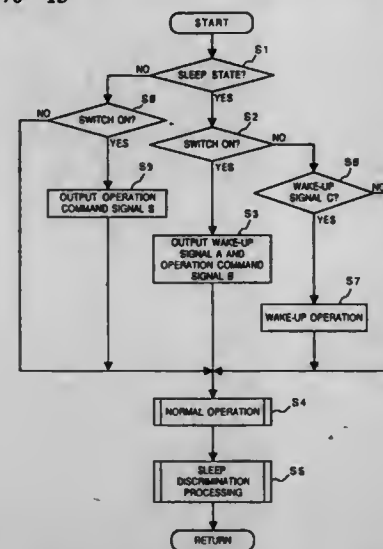 START
S1
SLEEP STATE?
NO
YES
S8
NO
SWITCH ON?
YES
S2
SWITCH ON?
NO
YES
S6
WAKE-UP
SIGNAL C?
NO
YES
S9
OUTPUT OPERATION
COMMAND SIGNAL B
S3
OUTPUT WAKE-UP
SIGNAL A AND
OPERATION COMMAND
SIGNAL B
S7
WAKE-UP OPERATION
NORMAL OPERATION
S4
SLEEP
DISCRIMINATION
PROCESSING
S5
RETURN